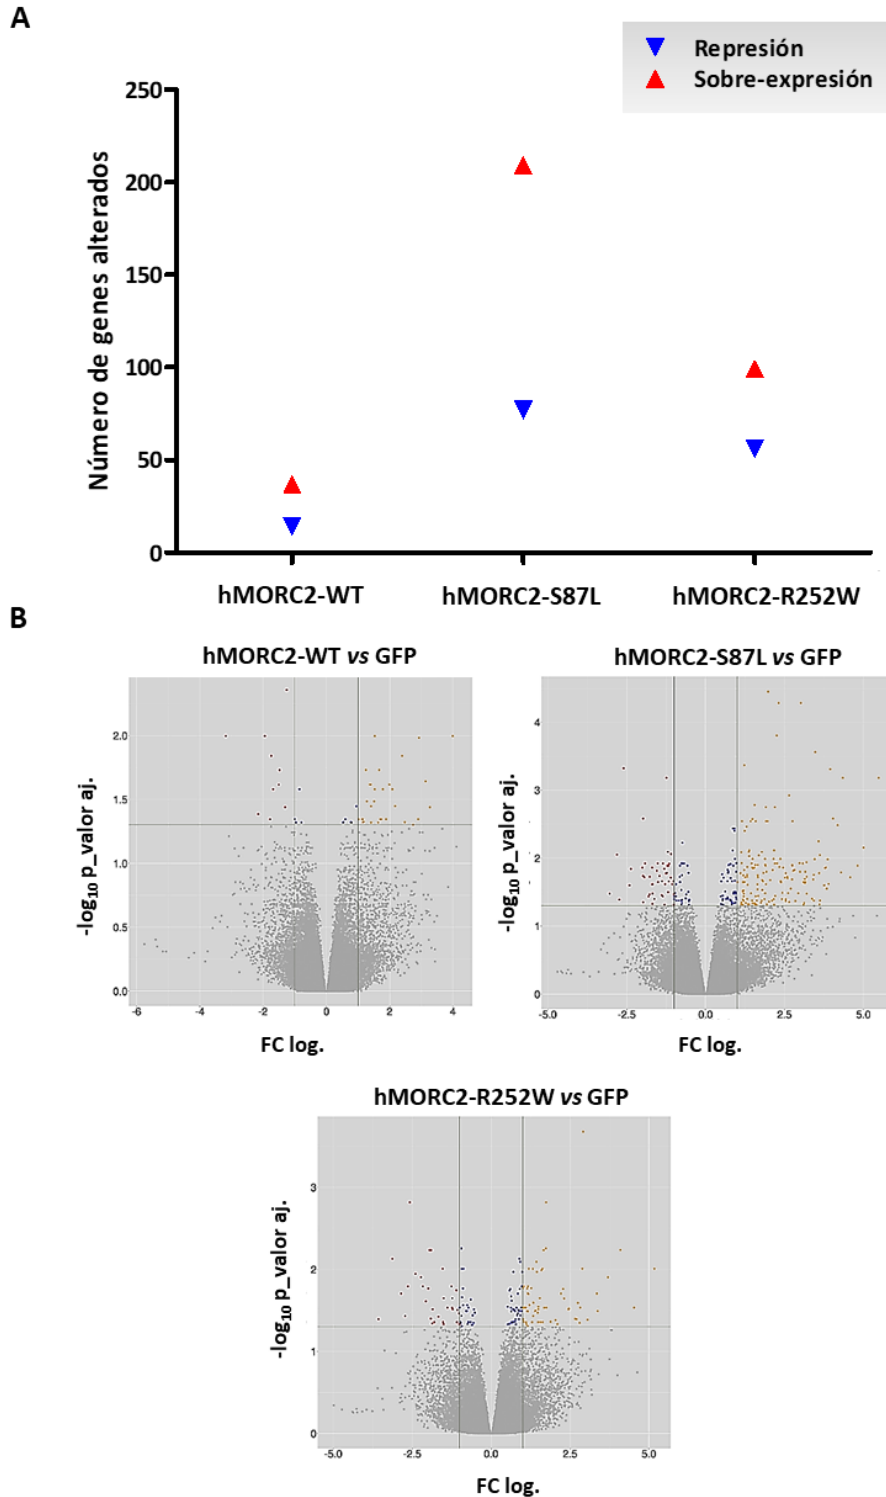 A
Represión
Sobre-expresión
Número de genes alterados
250
200
150
100
50
0
hMORC2-WT
hMORC2-S87L
hMORC2-R252W
B
hMORC2-WT vs GFP
-log10 p_valor aj.
2.0
1.5
1.0
0.5
0.0
-6
-4
-2
0
2
4
FC log.
hMORC2-S87L vs GFP
-log10 p_valor aj.
4
3
2
1
0
-5.0
-2.5
0.0
2.5
5.0
FC log.
hMORC2-R252W vs GFP
-log10 p_valor aj.
3
2
1
0
-5.0
-2.5
0.0
2.5
5.0
FC log.